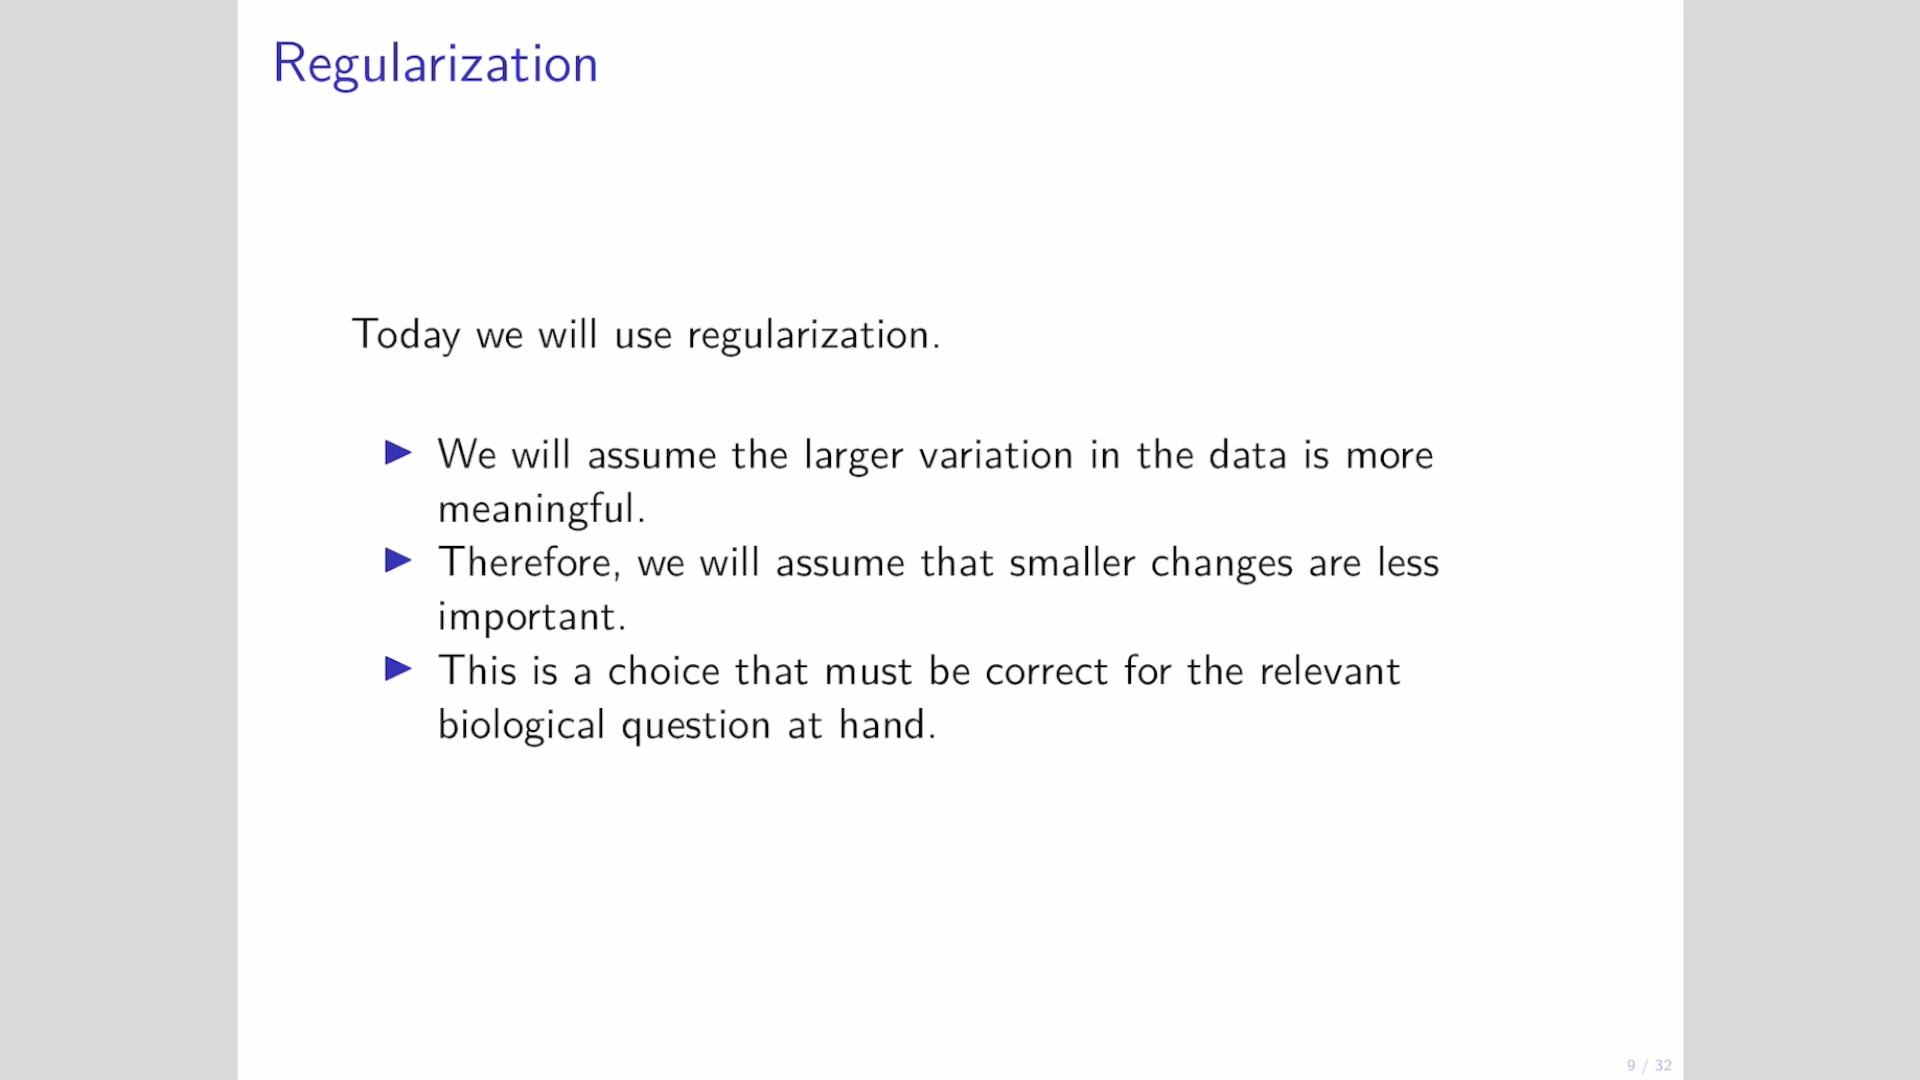 Regularization
Today we will use regularization.
▶ We will assume the larger variation in the data is more
meaningful.
▶ Therefore, we will assume that smaller changes are less
important.
▶ This is a choice that must be correct for the relevant
biological question at hand.
9 / 32